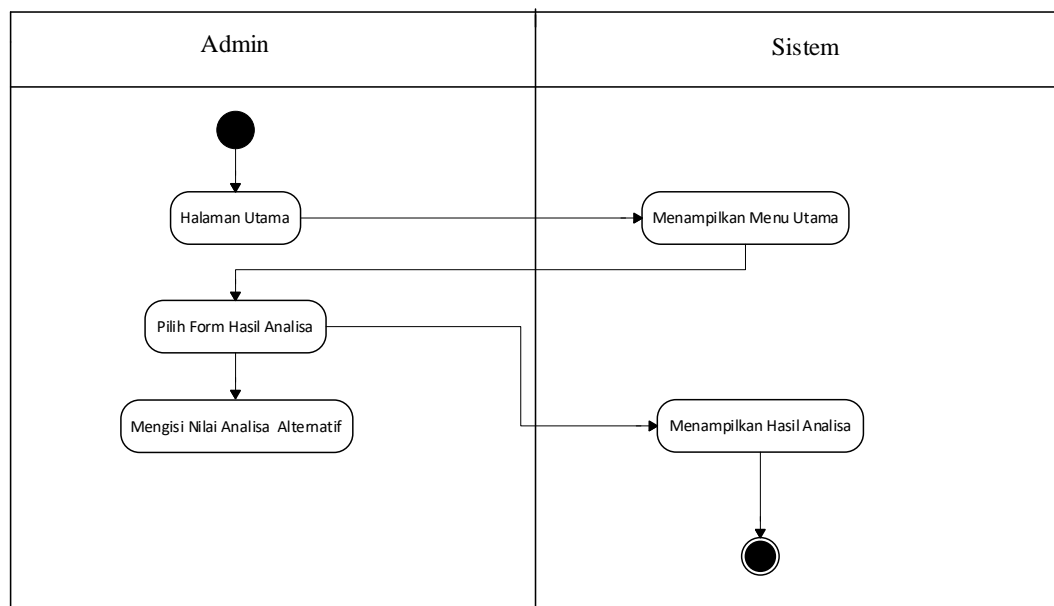 Admin
Sistem
Halaman Utama
Menampilkan Menu Utama
Pilih Form Hasil Analisa
Mengisi Nilai Analisa Alternatif
Menampilkan Hasil Analisa